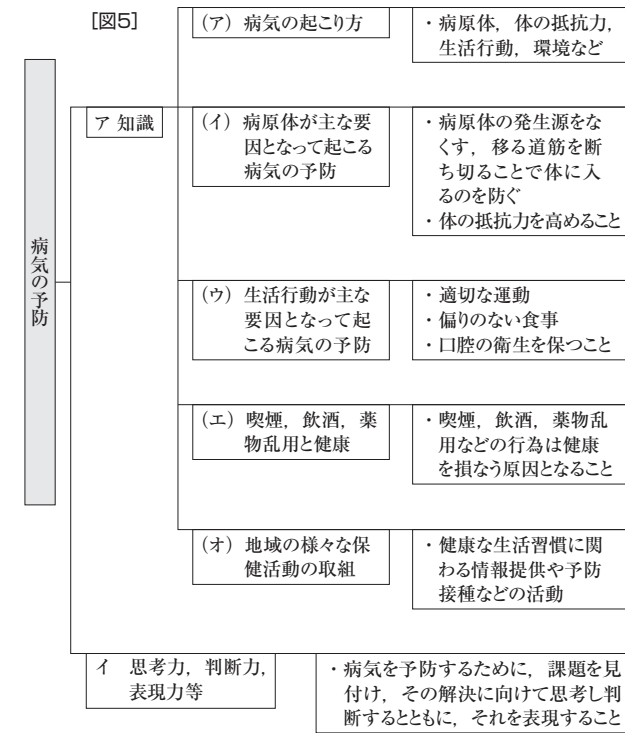 [図5]
病気の予防
ア 知識
(ア) 病気の起こり方
・病原体，体の抵抗力，
生活行動，環境など
(イ) 病原体が主な要
因となって起こる
病気の予防
・病原体の発生源をな
くす，移る道筋を断
ち切ることで体に入
るのを防ぐ
・体の抵抗力を高めること
(ウ) 生活行動が主な
要因となって起
こる病気の予防
・適切な運動
・偏りのない食事
・口腔の衛生を保つこと
(エ) 喫煙，飲酒，薬
物乱用と健康
・喫煙，飲酒，薬物乱
用などの行為は健康
を損なう原因となること
(オ) 地域の様々な保
健活動の取組
・健康な生活習慣に関
わる情報提供や予防
接種などの活動
イ 思考力，判断力，
表現力等
・病気を予防するために，課題を見
付け，その解決に向けて思考し判
断するとともに，それを表現すること